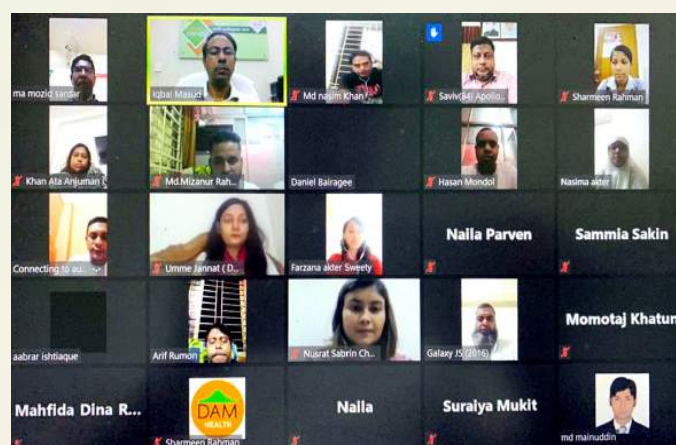 ma mozid sardar
Iqbal Masud
Md nasim Khan
Saviv(84) Apollo...
Sharmeen Rahman
Khan Ata Anjuman (
Md.Mizanur Rah...
Daniel Bairagee
Hasan Mondol
Nasima akter
Connecting to au...
Umme Jannat ( D...
Farzana akder Sweety
Naila Parven
Sammia Sakin
aabrar ishtiaque
Arif Rumon
Nusrat Sabrin Ch...
Galaxy J5 (2016)
Momotaj Khatun
Mahfida Dina R...
DAM
HEALTH
Sharmeen Rahman
Naila
Suraiya Mukit
md mainuddin